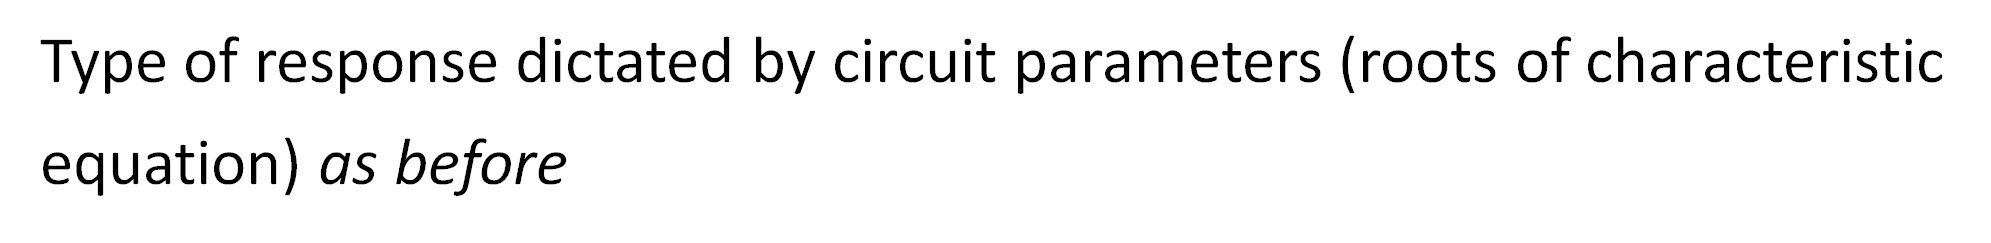 Type of response dictated by circuit parameters (roots of characteristic
equation) as before